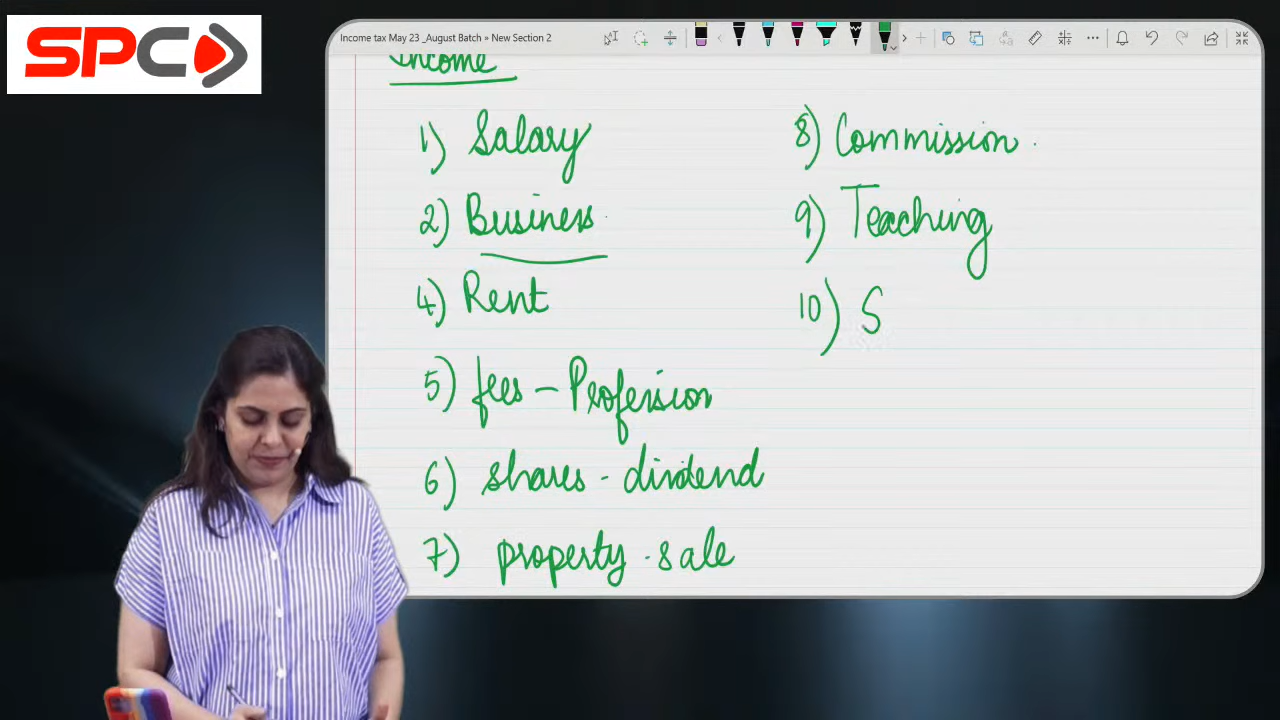 SPC
Income tax May 23 _August Batch » New Section 2
Income
1) Salary
2) Business
4) Rent
5) fees - Profession
6) shares - dividend
7) property sale
8) Commission
9) Teaching
10) S